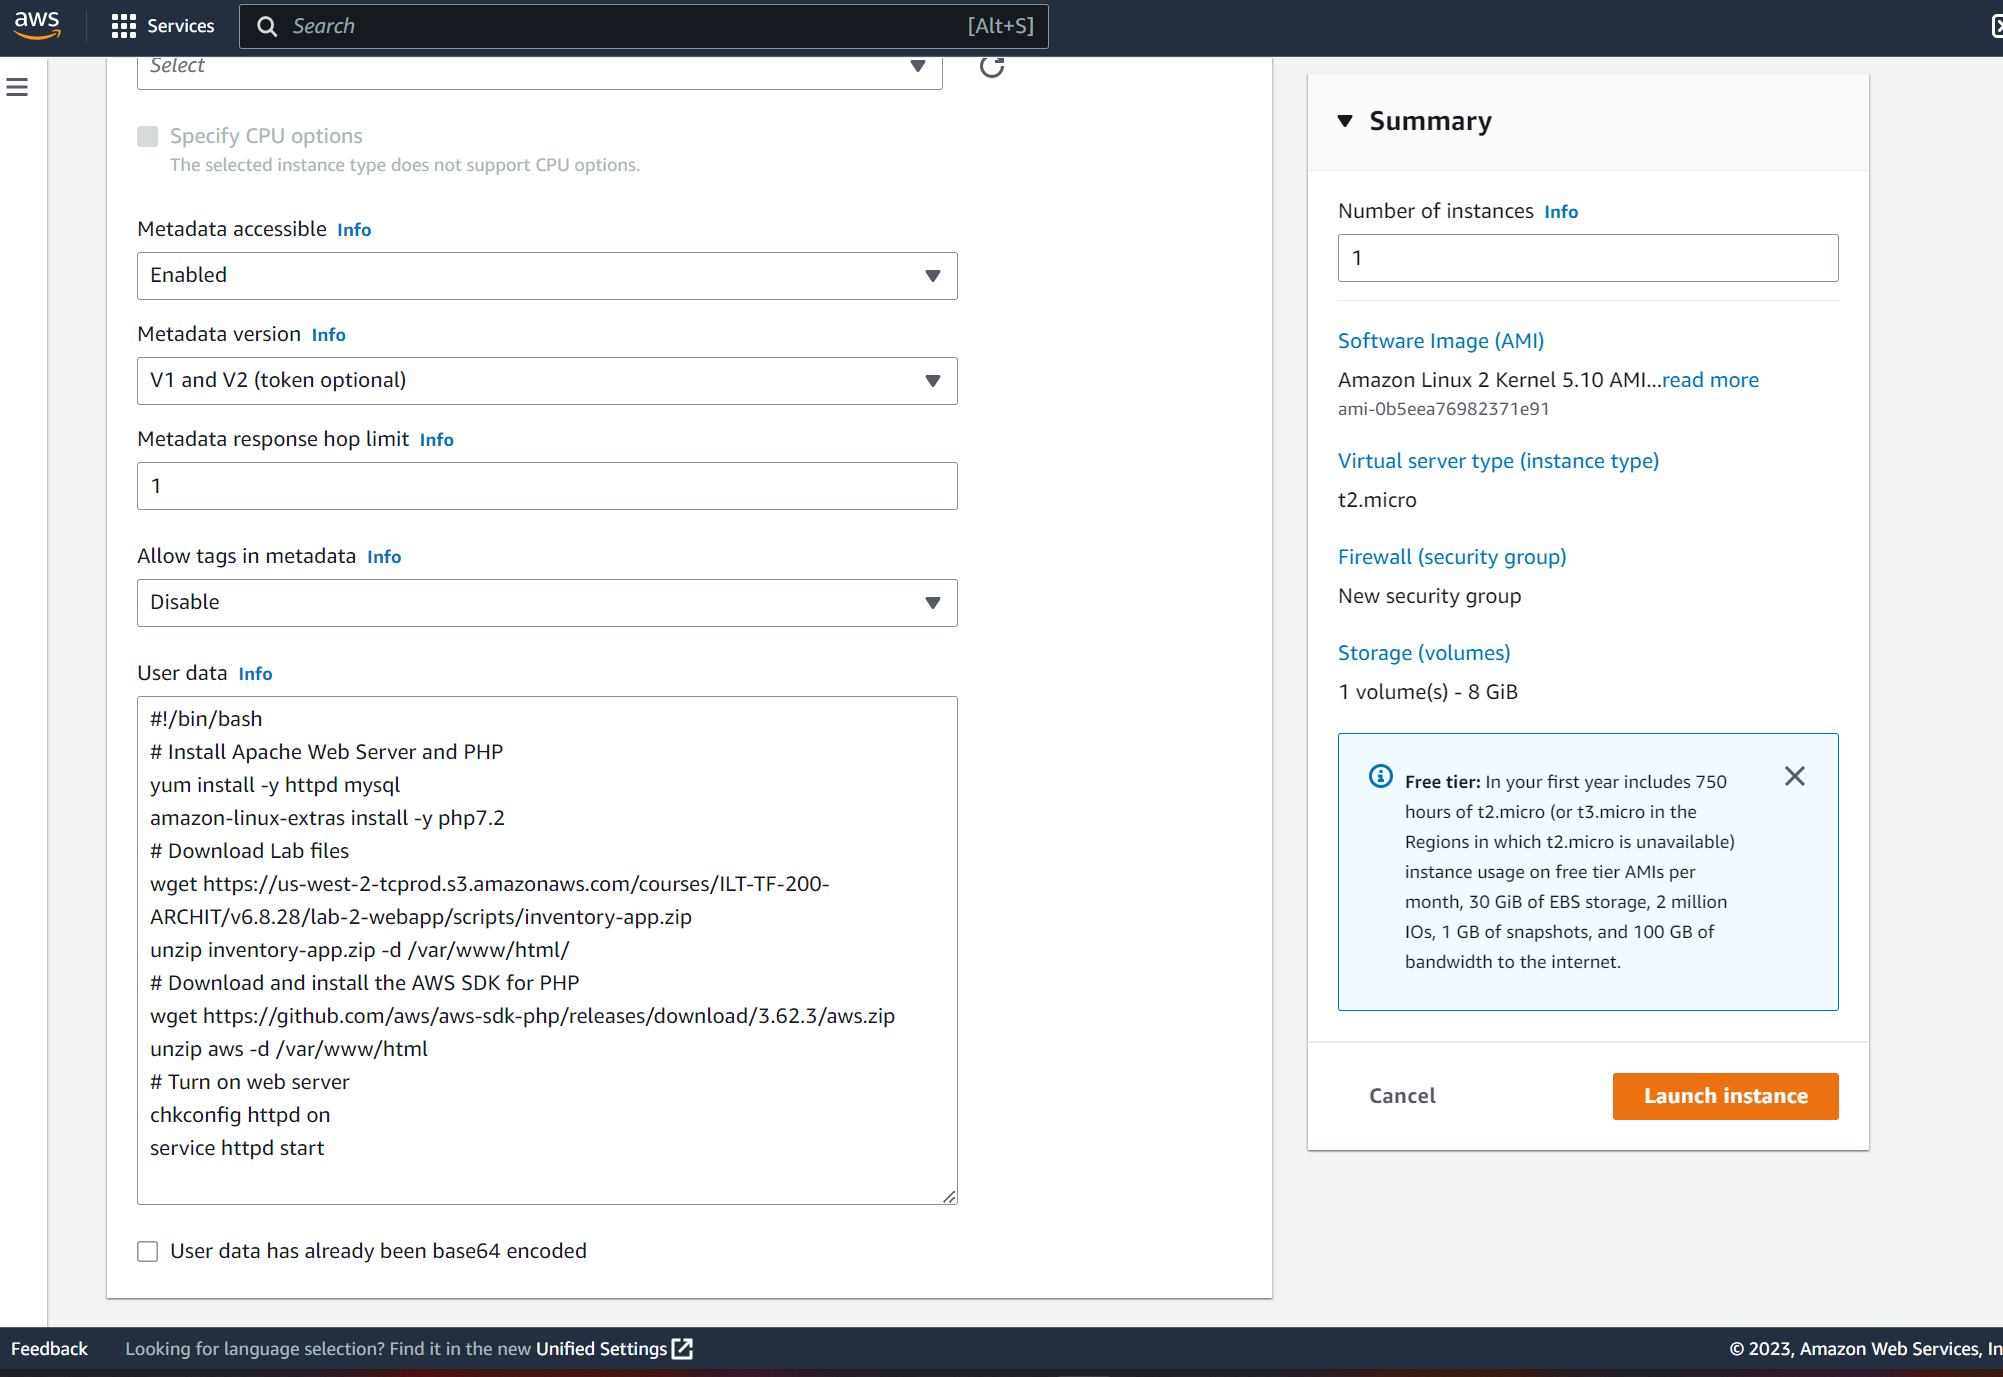 aws
Services
Search
[Alt+S]
Select
Specify CPU options
The selected instance type does not support CPU options.
Metadata accessible Info
Enabled
Metadata version Info
V1 and V2 (token optional)
Metadata response hop limit Info
1
Allow tags in metadata Info
Disable
User data Info
#!/bin/bash
# Install Apache Web Server and PHP
yum install -y httpd mysql
amazon-linux-extras install -y php7.2
# Download Lab files
wget https://us-west-2-tcprod.s3.amazonaws.com/courses/ILT-TF-200-
ARCHIT/v6.8.28/lab-2-webapp/scripts/inventory-app.zip
unzip inventory-app.zip -d /var/www/html/
# Download and install the AWS SDK for PHP
wget https://github.com/aws/aws-sdk-php/releases/download/3.62.3/aws.zip
unzip aws -d /var/www/html
# Turn on web server
chkconfig httpd on
service httpd start
User data has already been base64 encoded
Summary
Number of instances Info
1
Software Image (AMI)
Amazon Linux 2 Kernel 5.10 AMI...read more
ami-0b5eea76982371e91
Virtual server type (instance type)
t2.micro
Firewall (security group)
New security group
Storage (volumes)
1 volume(s) - 8 GiB
Free tier: In your first year includes 750
hours of t2.micro (or t3.micro in the
Regions in which t2.micro is unavailable)
instance usage on free tier AMIs per
month, 30 GiB of EBS storage, 2 million
IOs, 1 GB of snapshots, and 100 GB of
bandwidth to the internet.
Cancel
Launch instance
Feedback
Looking for language selection? Find it in the new Unified Settings
© 2023, Amazon Web Services, In